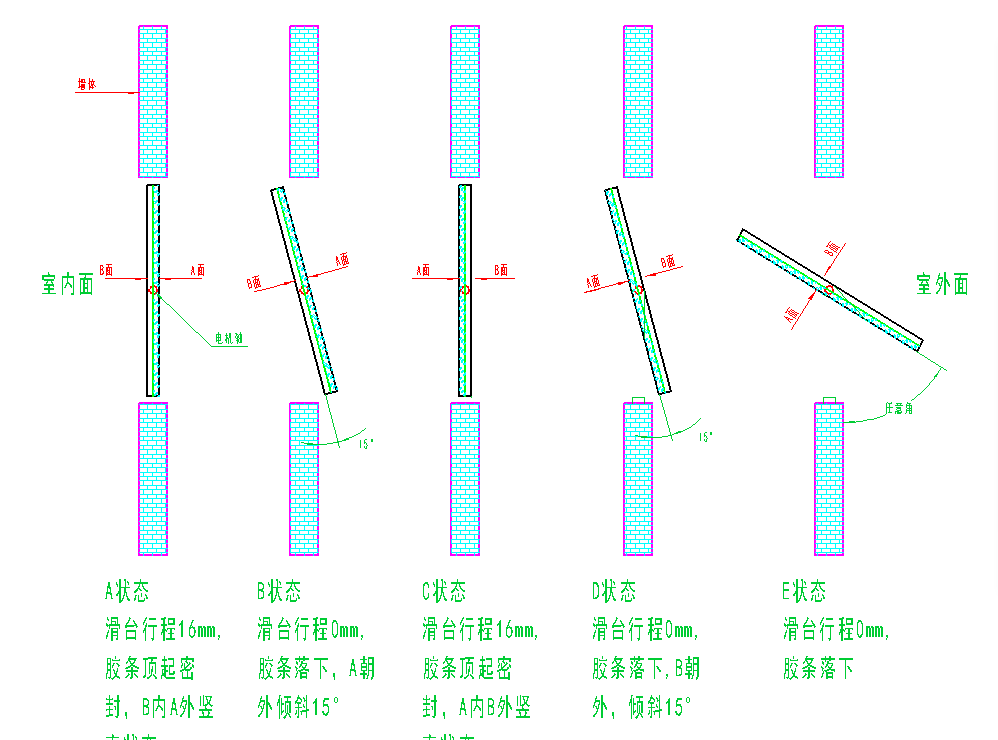 墙体
室内面
B面
A面
电机轴
B面
A面
15°
A面
B面
A面
B面
15°
B面
A面
室外面
任意角
A状态
滑台行程16mm,
胶条顶起密
封, B内A外竖
B状态
滑台行程0mm,
胶条落下, A朝
外倾斜15°
C状态
滑台行程16mm,
胶条顶起密
封, A内B外竖
D状态
滑台行程0mm,
胶条落下,B朝
外, 倾斜15°
E状态
滑台行程0mm,
胶条落下